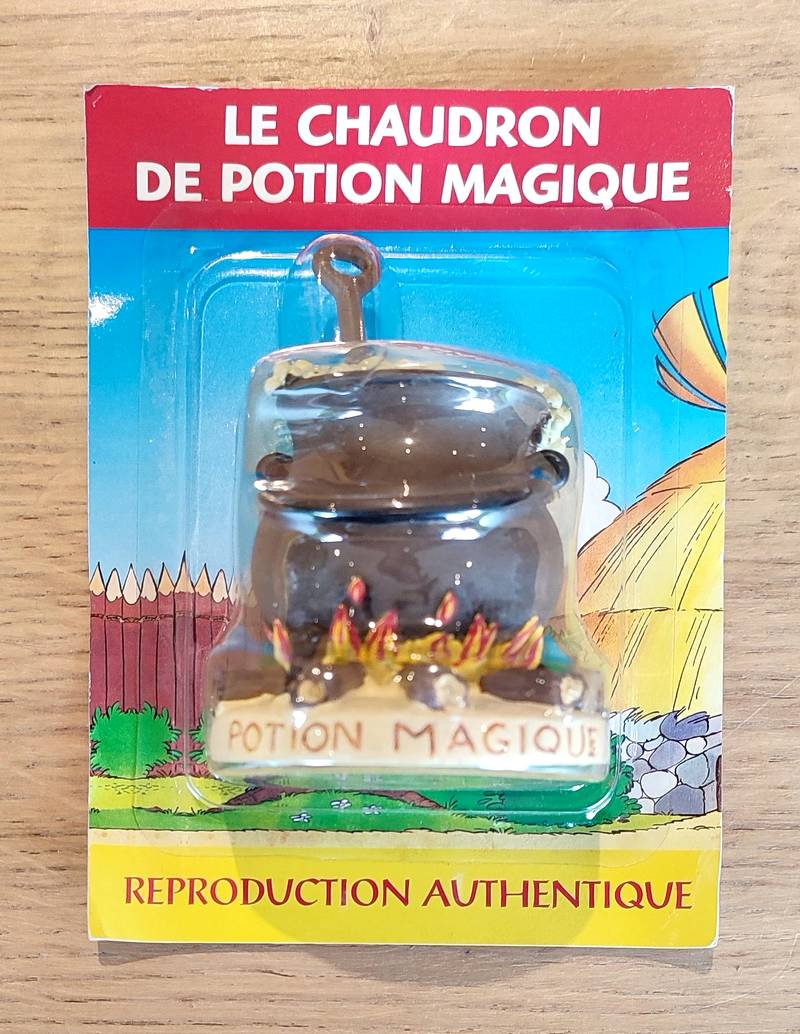 LE CHAUDRON
DE POTION MAGIQUE
POTION MAGIQUE
REPRODUCTION AUTHENTIQUE